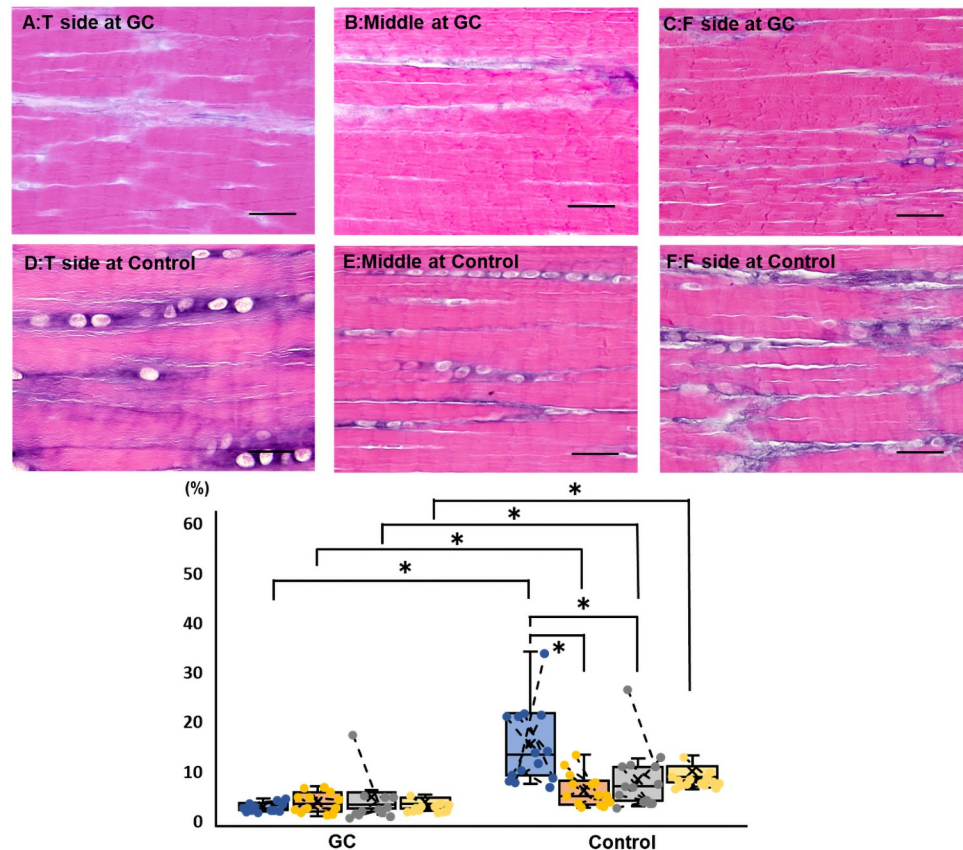 A:T side at GC
B:Middle at GC
C:F side at GC
D:T side at Control
E:Middle at Control
F:F side at Control
(%)
60
50
40
30
20
10
0
*
*
*
*
*
*
GC
Control